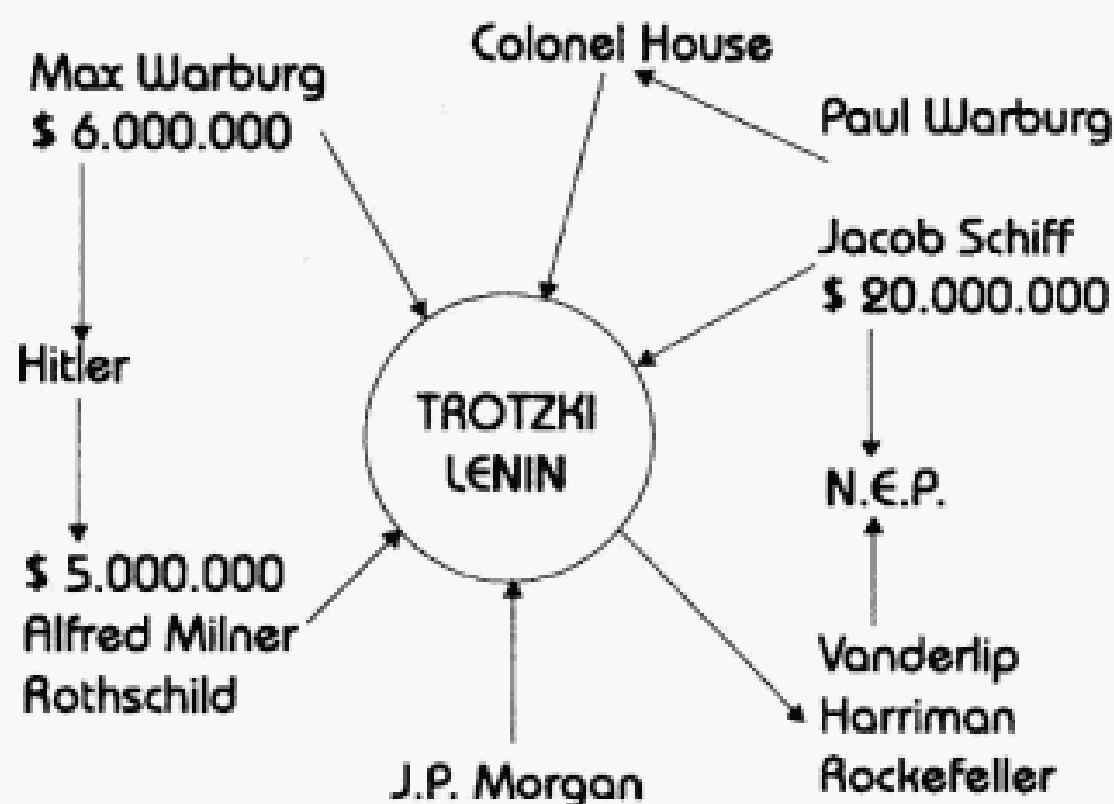 Colonel House
Max Warburg
$ 6.000.000
Paul Warburg
Jacob Schiff
$ 20.000.000
Hitler
TROTZKI
LENIN
N.E.P.
$ 5.000.000
Alfred Milner
Rothschild
Vanderlip
Harriman
Rockefeller
J.P. Morgan